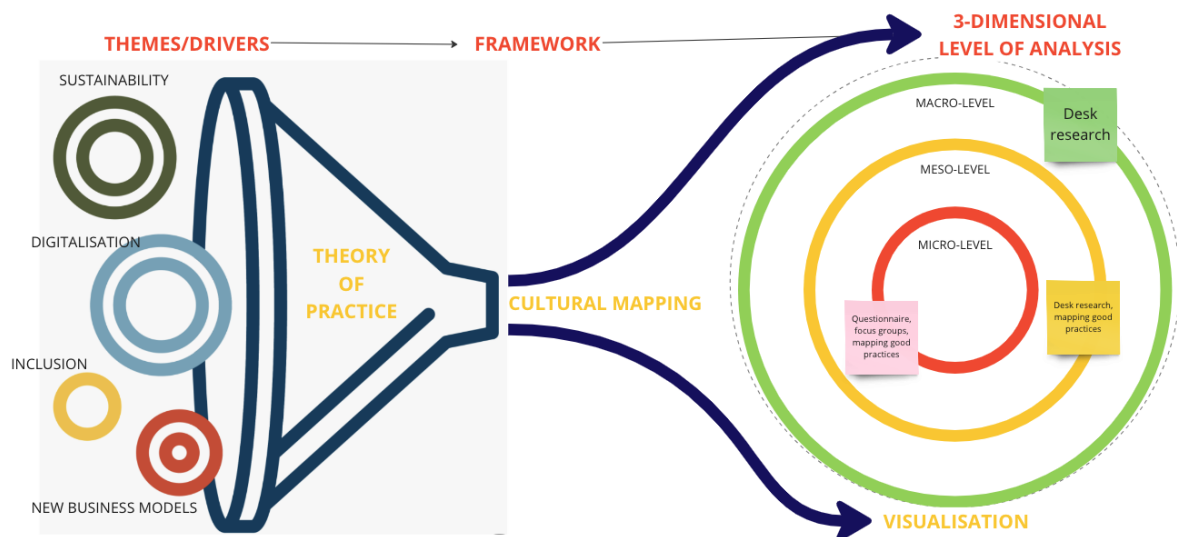 THEMES/DRIVERS
FRAMEWORK
3-DIMENSIONAL
LEVEL OF ANALYSIS
SUSTAINABILITY
DIGITALISATION
INCLUSION
NEW BUSINESS MODELS
THEORY
OF
PRACTICE
CULTURAL MAPPING
MACRO-LEVEL
Desk
research
MESO-LEVEL
MICRO-LEVEL
Questionnaire,
focus groups,
mapping good
practices
Desk research,
mapping good
practices
VISUALISATION